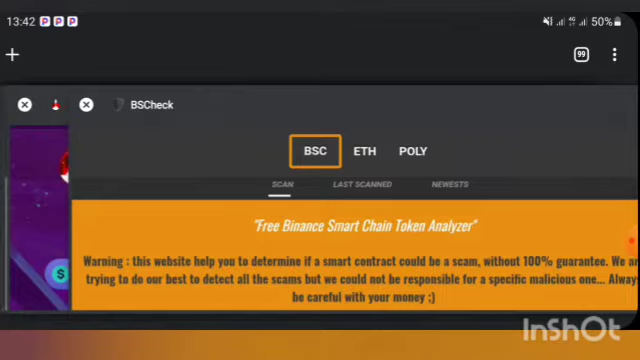 13:42 P P P 50%
99
BSCheck
BSC ETH POLY
SCAN LAST SCANNED NEWESTS
"Free Binance Smart Chain Token Analyzer"
Warning : this website help you to determine if a smart contract could be a scam, without 100% guarantee. We ar
trying to do our best to detect all the scams but we could not be responsible for a specific malicious one... Alway
be careful with your money ;)
InShOt